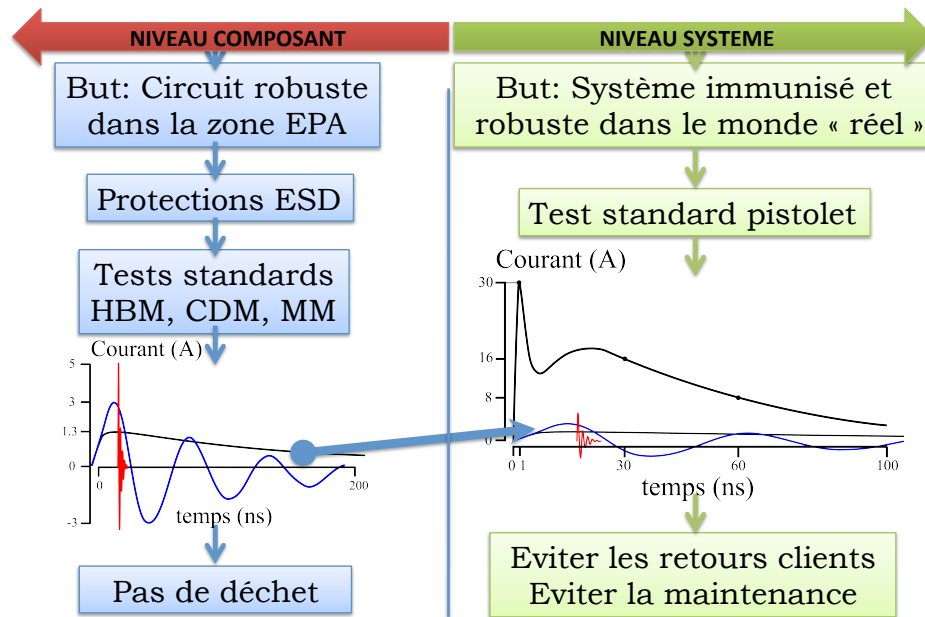 NIVEAU COMPOSANT
But: Circuit robuste
dans la zone EPA
Protections ESD
Tests standards
HBM, CDM, MM
Courant (A)
5
3
1.3
0
-3
0
200
temps (ns)
Pas de déchet
NIVEAU SYSTEME
But: Système immunisé et
robuste dans le monde « réel »
Test standard pistolet
Courant (A)
30
16
8
0
0 1
30
60
100
temps (ns)
Eviter les retours clients
Eviter la maintenance